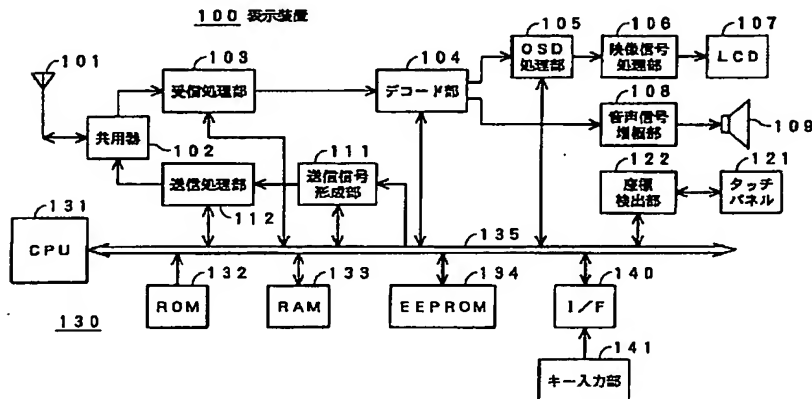 100 表示装置
101
102
共用器
103
受信処理部
104
デコード部
105
OSD
処理部
106
映像信号
処理部
107
LCD
108
音声信号
増幅部
109
111
送信信号
形成部
112
送信処理部
121
タッチ
パネル
122
座標
検出部
131
CPU
135
130
132
ROM
133
RAM
134
EEPROM
140
I/F
141
キー入力部